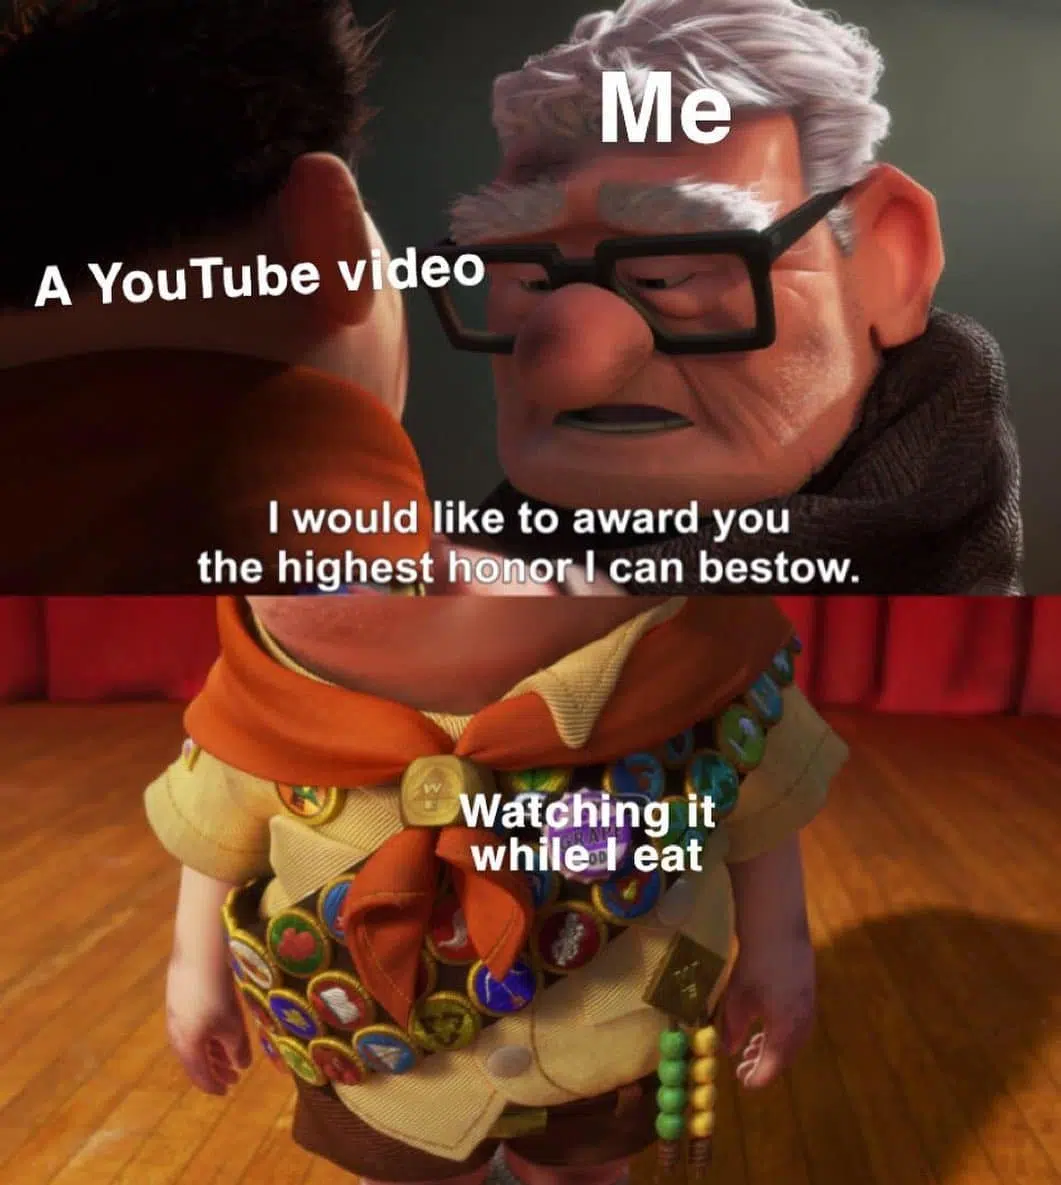 Me
A YouTube video
I would like to award you
the highest honor I can bestow.
Watching it
while I eat